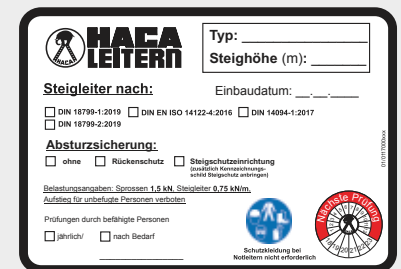 HACA
LEITERN
HACA
Typ: ____________________
Steighöhe (m): _________
Steigleiter nach:
Einbaudatum: __.__.____
DIN 18799-1:2019 DIN EN ISO 14122-4:2016 DIN 14094-1:2017
DIN 18799-2:2019
Absturzsicherung:
ohne Rückenschutz Steigschutzeinrichtung
(zusätzlich Kennzeichnungs-
schild Steigschutz anbringen)
Belastungsangaben: Sprossen 1,5 kN, Steigleiter 0,75 kN/m.
Aufstieg für unbefugte Personen verboten
Prüfungen durch befähigte Personen
jährlich/ nach Bedarf
Schutzkleidung bei
Notleitern nicht erforderlich
Nächste Prüfung